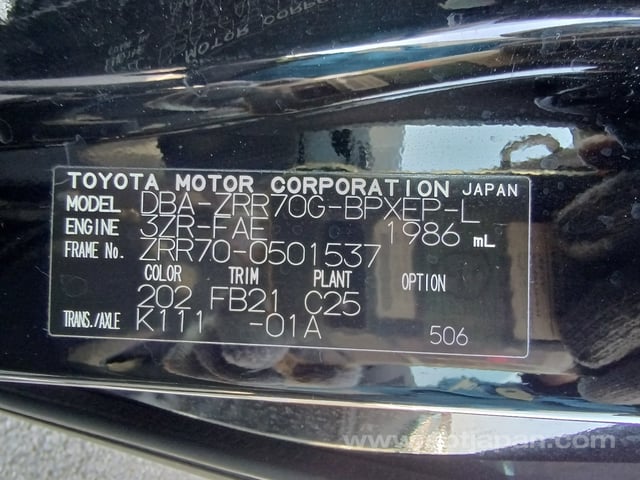 TOYOTA MOTOR CORPORATION JAPAN
MODEL DBA-ZRR70G-BPXEP-L
ENGINE 3ZR-FAE 1986 mL
FRAME No. ZRR70-0501537
COLOR TRIM PLANT OPTION
202 FB21 C25
TRANS./AXLE K111 -01A 506